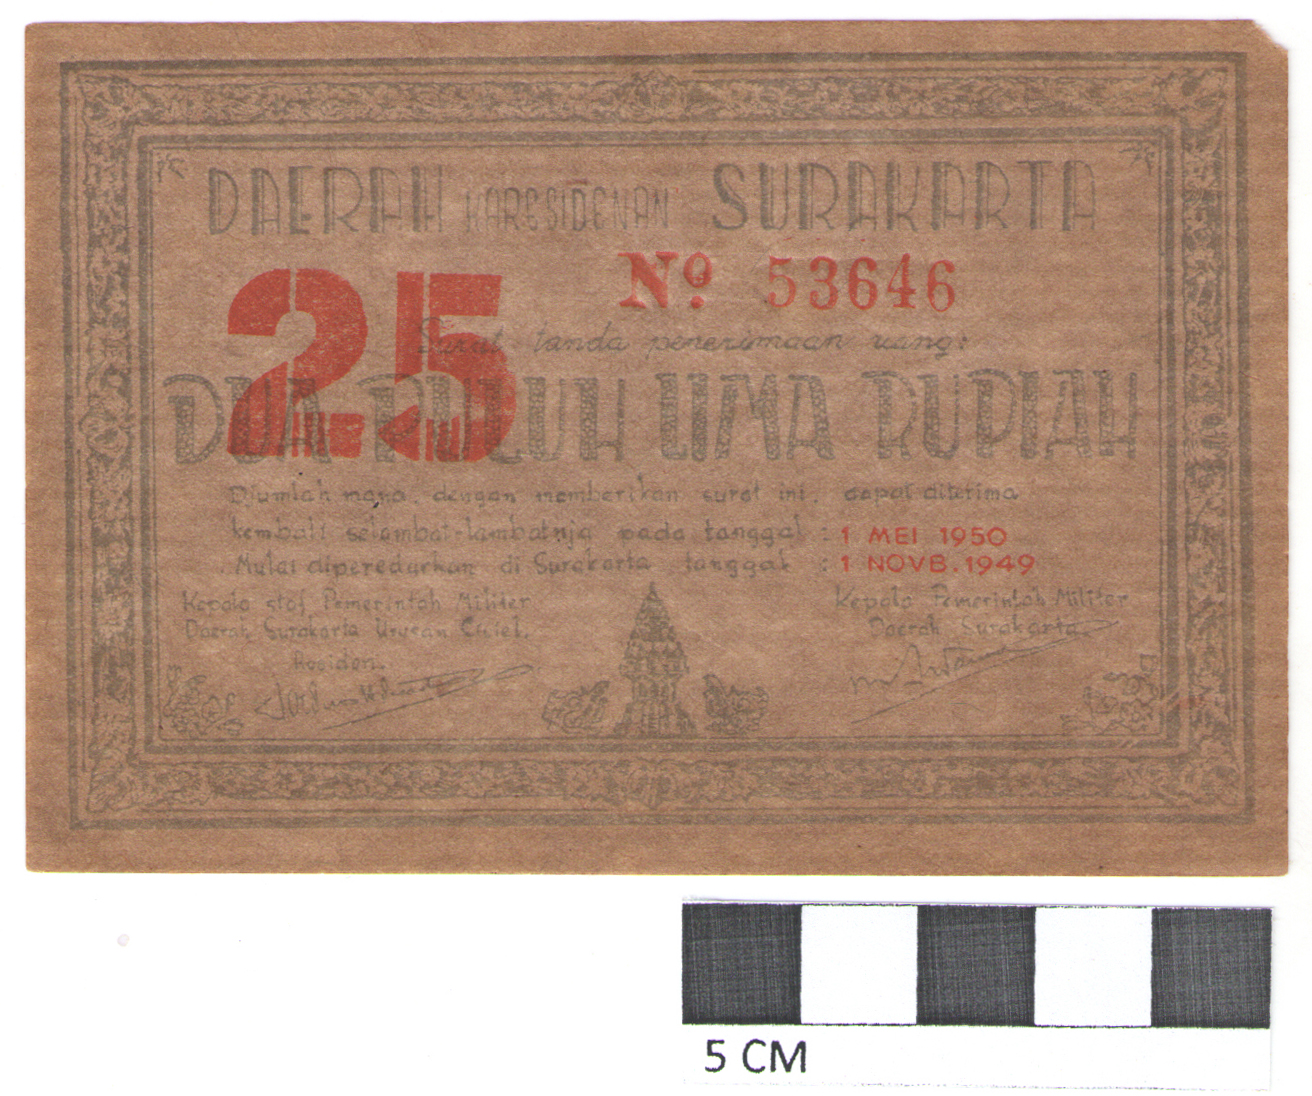 DAERAH KARESIDENAN SURAKARTA
25
No 53646
Surat tanda penerimaan uang:
DUA PULUH LIMA RUPIAH
Djumlah mana, dengan memberikan surat ini, dapat diterima
kembali selambat-lambatnja pada tanggal : 1 MEI 1950
Mulai diperedarkan di Surakarta tanggal : 1 NOVB. 1949
Kepala staf Pemerintah Militer
Daerah Surakarta Urusan Civiel.
Residen.
Kepala Pemerintah Militer
Daerah Surakarta.
5 CM